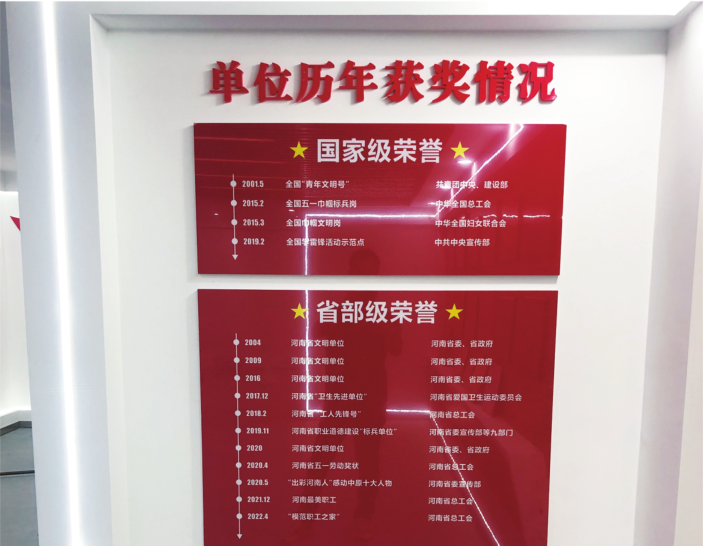 单位历年获奖情况
国家级荣誉
2001.5 全国“青年文明号” 共青团中央、建设部
2015.2 全国五一巾帼标兵岗 中华全国总工会
2015.3 全国巾帼文明岗 中华全国妇女联合会
2019.2 全国学雷锋活动示范点 中共中央宣传部
省部级荣誉
2004 河南省文明单位 河南省委、省政府
2009 河南省文明单位 河南省委、省政府
2016 河南省文明单位 河南省委、省政府
2017.12 河南省“卫生先进单位” 河南省爱国卫生运动委员会
2018.2 河南省“工人先锋号” 河南省总工会
2019.11 河南省职业道德建设“标兵单位” 河南省委宣传部等九部门
2020 河南省文明单位 河南省委、省政府
2020.4 河南省五一劳动奖状 河南省总工会
2020.5 “出彩河南人”感动中原十大人物 河南省委宣传部
2021.12 河南最美职工 河南省总工会
2022.4 “模范职工之家” 河南省总工会